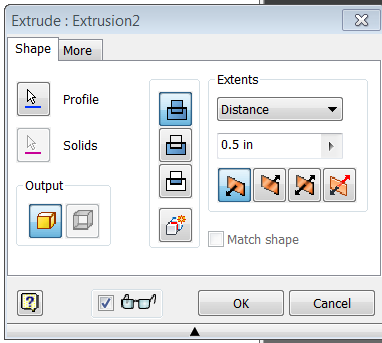 Extrude : Extrusion2
Shape
More
Profile
Solids
Output
Extents
Distance
0.5 in
Match shape
?
OK
Cancel